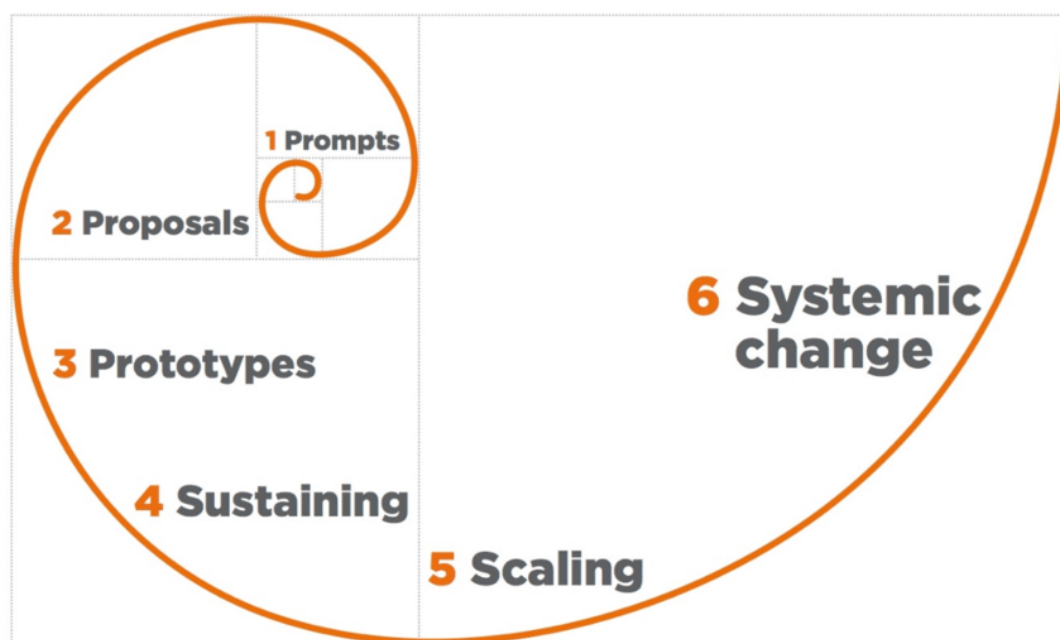 1 Prompts
2 Proposals
3 Prototypes
4 Sustaining
5 Scaling
6 Systemic
change